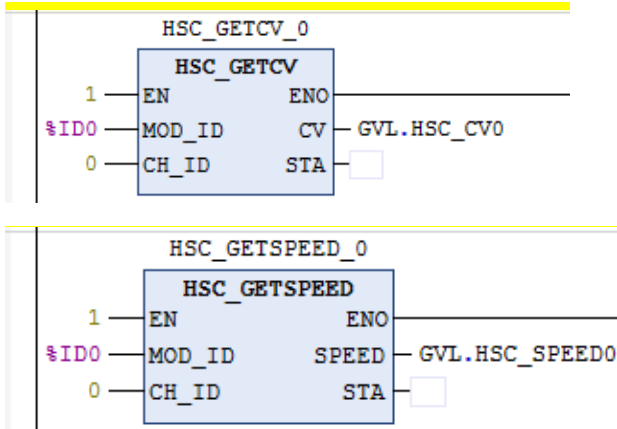 HSC_GETCV_0
HSC_GETCV
1 EN ENO
%ID0 MOD_ID CV GVL.HSC_CV0
0 CH_ID STA
HSC_GETSPEED_0
HSC_GETSPEED
1 EN ENO
%ID0 MOD_ID SPEED GVL.HSC_SPEED0
0 CH_ID STA